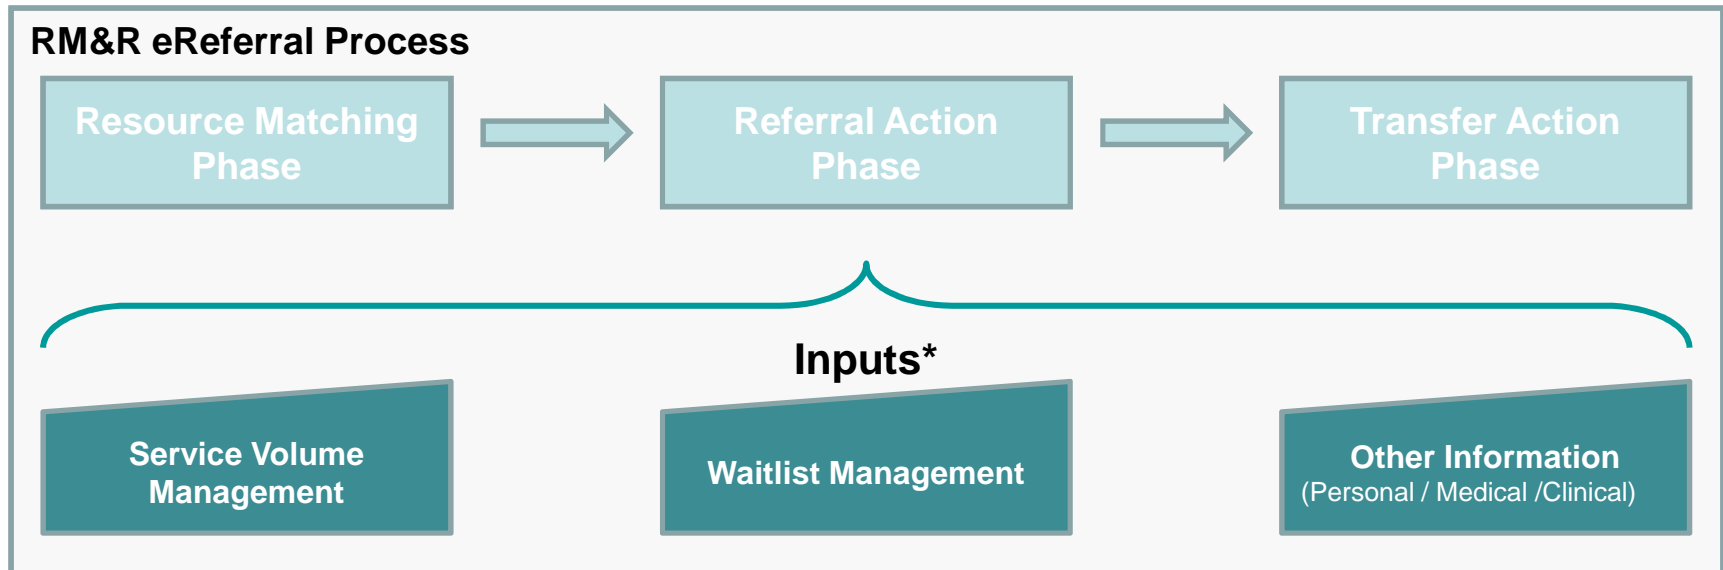 RM&R eReferral Process
Resource Matching
Phase
Referral Action
Phase
Transfer Action
Phase
Inputs*
Service Volume
Management
Waitlist Management
Other Information
(Personal / Medical /Clinical)